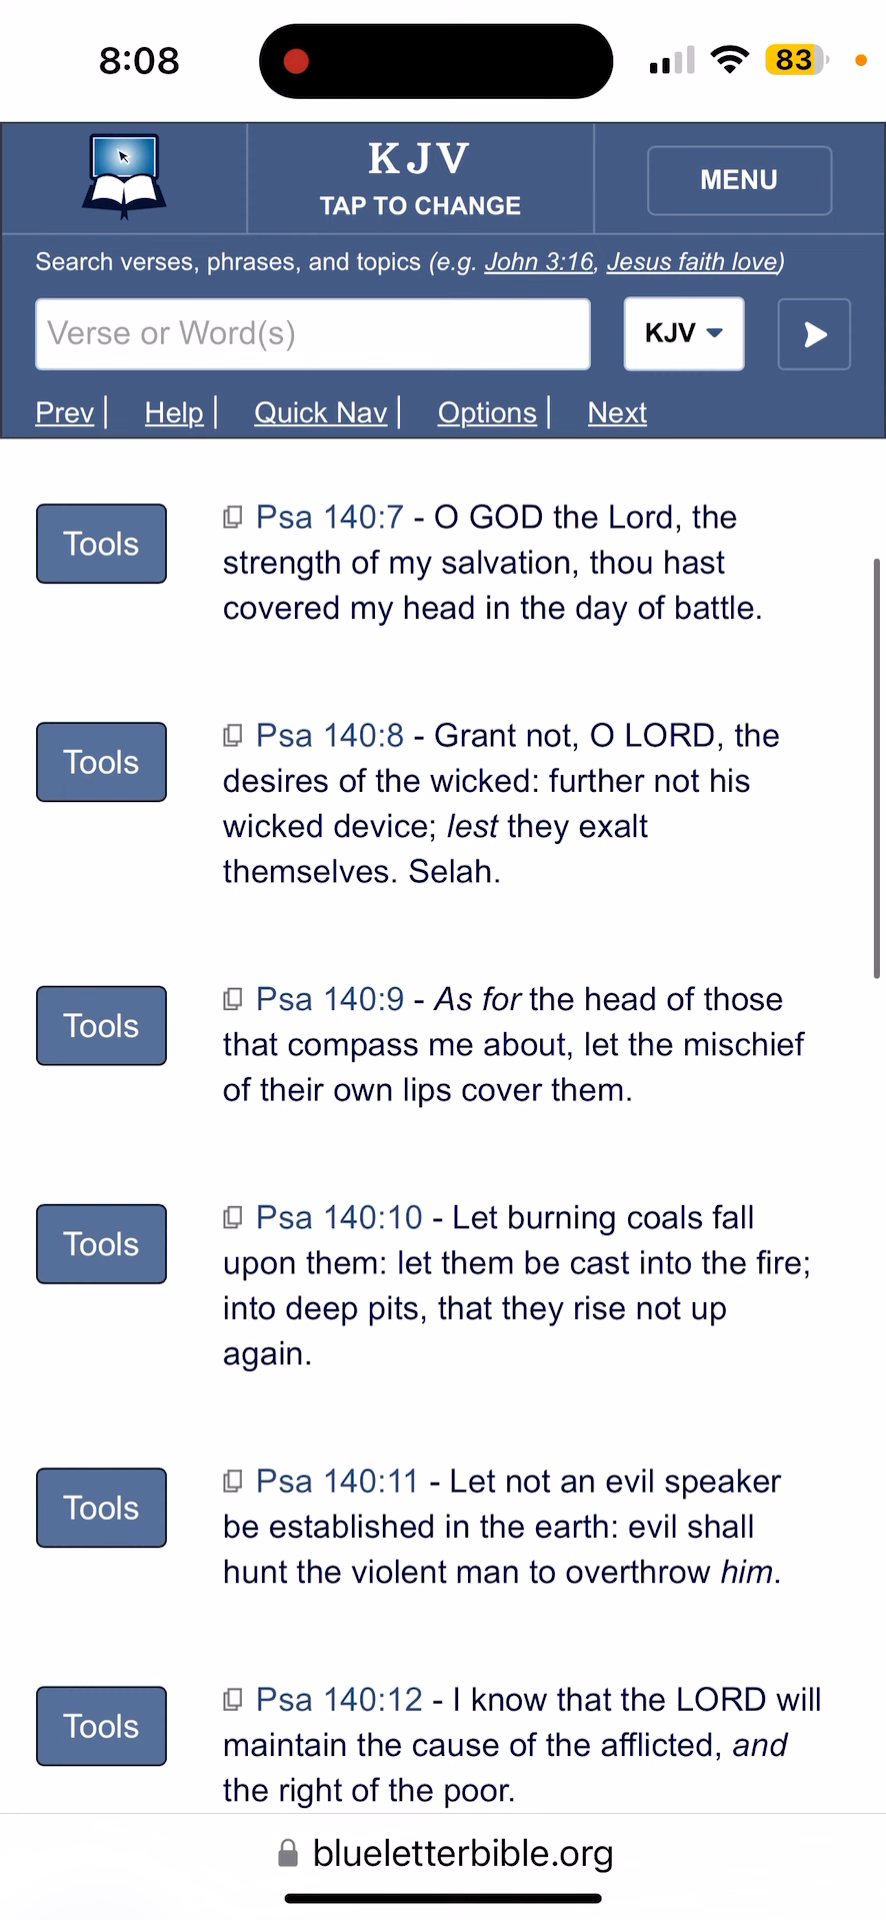 8:08
83
KJV
TAP TO CHANGE
MENU
Search verses, phrases, and topics (e.g. John 3:16, Jesus faith love)
Verse or Word(s)
KJV
Prev | Help | Quick Nav | Options | Next
Tools
Psa 140:7 - O GOD the Lord, the
strength of my salvation, thou hast
covered my head in the day of battle.
Tools
Psa 140:8 - Grant not, O LORD, the
desires of the wicked: further not his
wicked device; lest they exalt
themselves. Selah.
Tools
Psa 140:9 - As for the head of those
that compass me about, let the mischief
of their own lips cover them.
Tools
Psa 140:10 - Let burning coals fall
upon them: let them be cast into the fire;
into deep pits, that they rise not up
again.
Tools
Psa 140:11 - Let not an evil speaker
be established in the earth: evil shall
hunt the violent man to overthrow him.
Tools
Psa 140:12 - I know that the LORD will
maintain the cause of the afflicted, and
the right of the poor.
blueletterbible.org